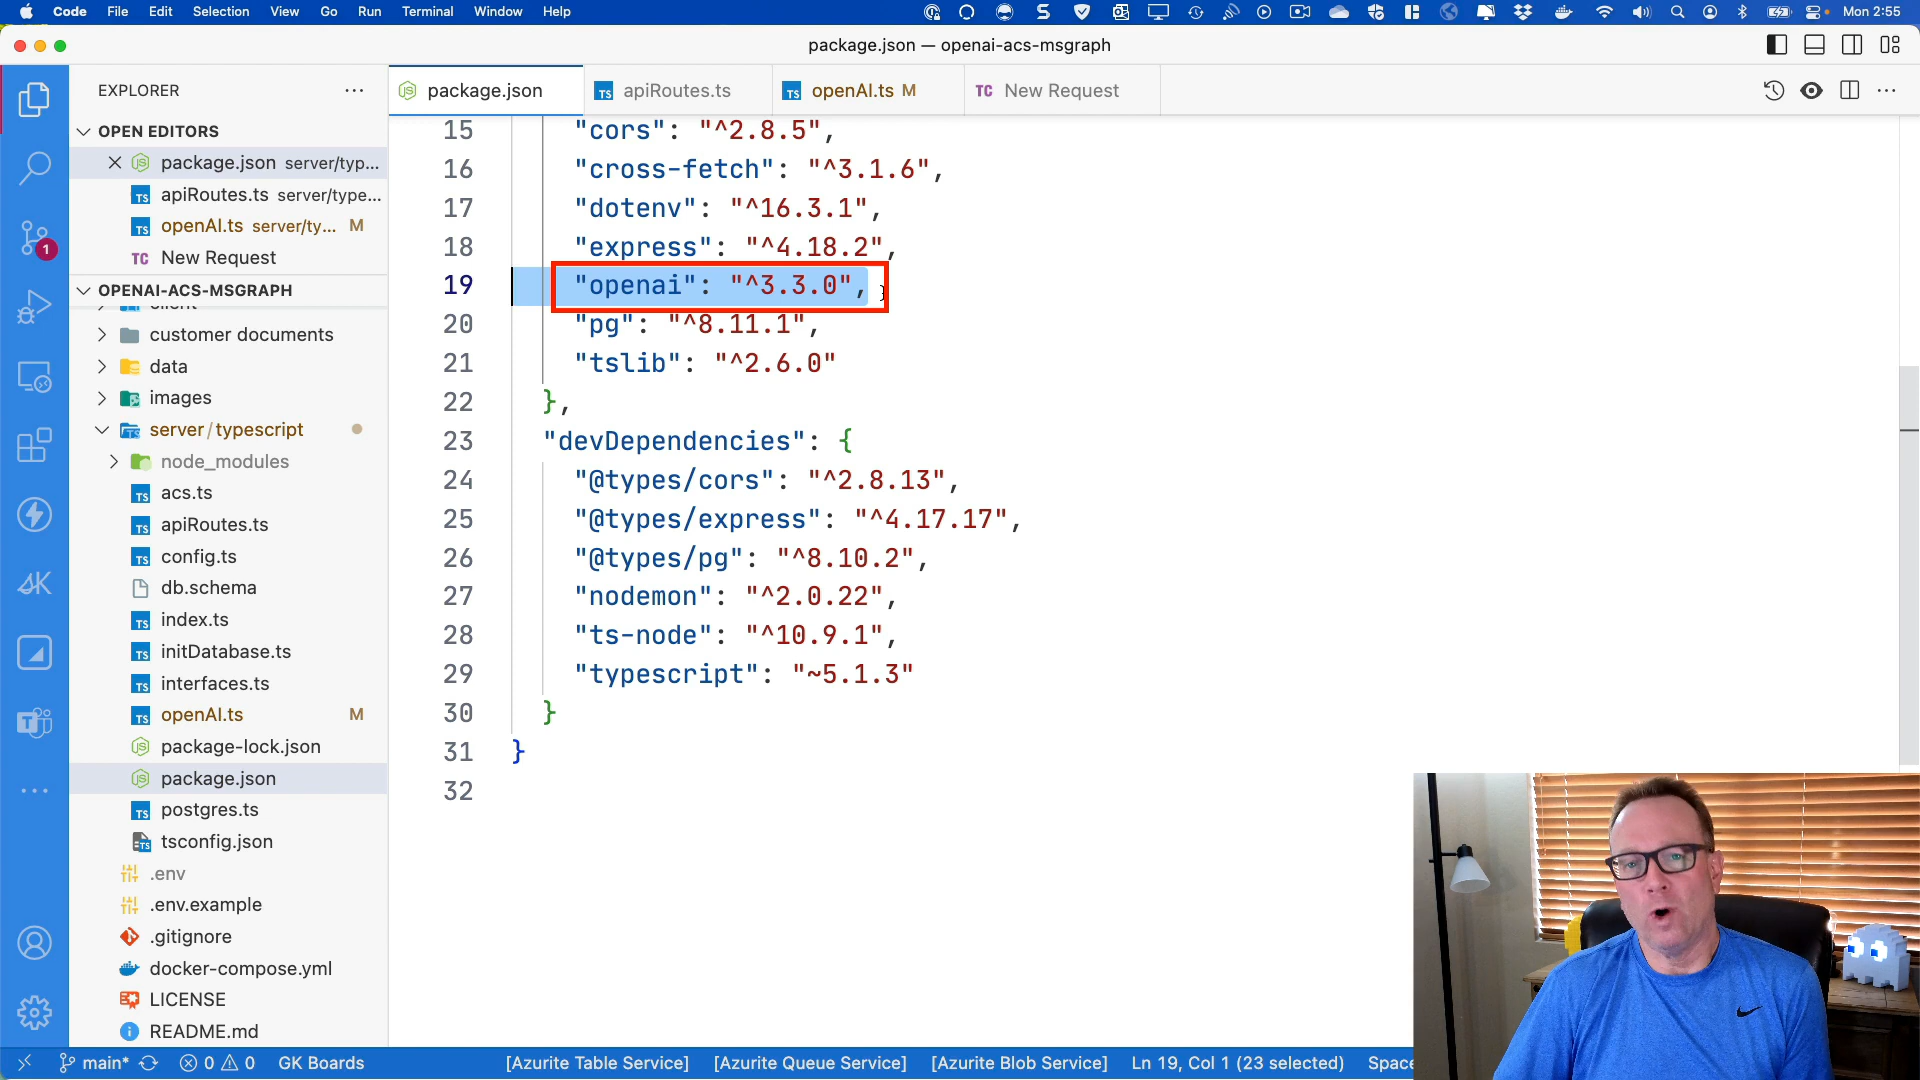 Code File Edit Selection View Go Run Terminal Window Help Mon 2:55
package.json — openai-acs-msgraph
EXPLORER
OPEN EDITORS
package.json server/typ...
apiRoutes.ts server/type...
openAI.ts server/ty... M
New Request
OPENAI-ACS-MSGRAPH
client
customer documents
data
images
server/typescript
node_modules
acs.ts
apiRoutes.ts
config.ts
db.schema
index.ts
initDatabase.ts
interfaces.ts
openAI.ts M
package-lock.json
package.json
postgres.ts
tsconfig.json
.env
.env.example
.gitignore
docker-compose.yml
LICENSE
README.md
package.json apiRoutes.ts openAI.ts M TC New Request
15 "cors": "^2.8.5",
16 "cross-fetch": "^3.1.6",
17 "dotenv": "^16.3.1",
18 "express": "^4.18.2",
19 "openai": "^3.3.0",
20 "pg": "^8.11.1",
21 "tslib": "^2.6.0"
22 },
23 "devDependencies": {
24 "@types/cors": "^2.8.13",
25 "@types/express": "^4.17.17",
26 "@types/pg": "^8.10.2",
27 "nodemon": "^2.0.22",
28 "ts-node": "^10.9.1",
29 "typescript": "~5.1.3"
30 }
31 }
32
main* 0 0 GK Boards [Azurite Table Service] [Azurite Queue Service] [Azurite Blob Service] Ln 19, Col 1 (23 selected) Space